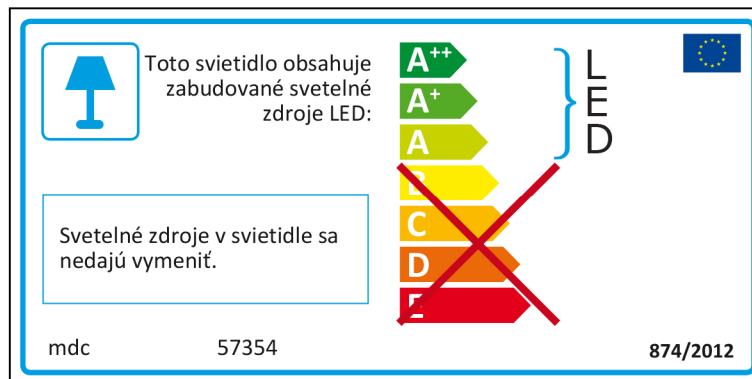 Toto svietidlo obsahuje
zabudované svetelné
zdroje LED:
A++
A+
A
B
C
D
E
L
E
D
Svetelné zdroje v svietidle sa
nedajú vymeniť.
mdc 57354
874/2012